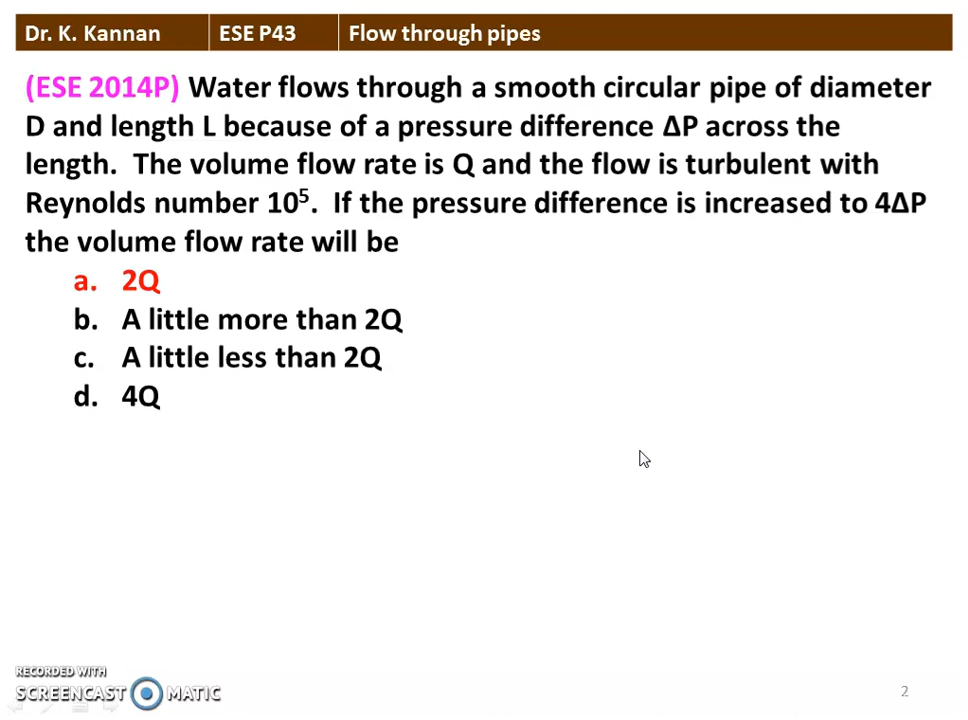 Dr. K. Kannan ESE P43 Flow through pipes
(ESE 2014P) Water flows through a smooth circular pipe of diameter
D and length L because of a pressure difference ΔP across the
length. The volume flow rate is Q and the flow is turbulent with
Reynolds number 10⁵. If the pressure difference is increased to 4ΔP
the volume flow rate will be
a. 2Q
b. A little more than 2Q
c. A little less than 2Q
d. 4Q
RECORDED WITH
SCREENCAST MATIC
2